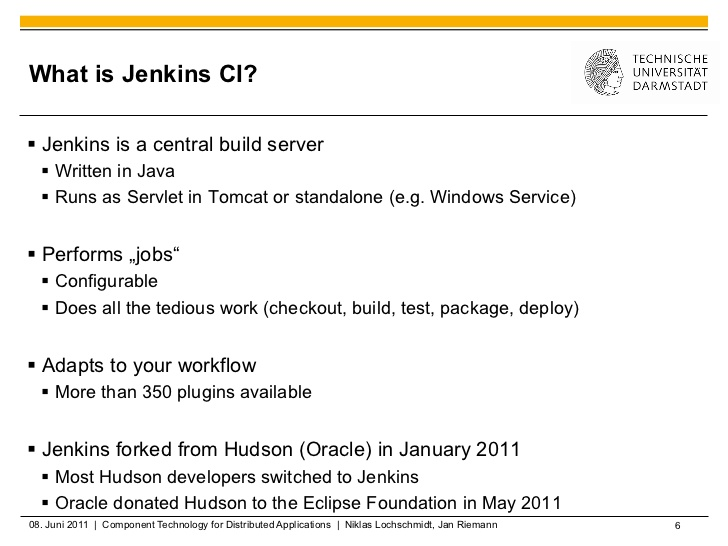 What is Jenkins CI?
TECHNISCHE
UNIVERSITÄT
DARMSTADT
▪ Jenkins is a central build server
▪ Written in Java
▪ Runs as Servlet in Tomcat or standalone (e.g. Windows Service)
▪ Performs „jobs“
▪ Configurable
▪ Does all the tedious work (checkout, build, test, package, deploy)
▪ Adapts to your workflow
▪ More than 350 plugins available
▪ Jenkins forked from Hudson (Oracle) in January 2011
▪ Most Hudson developers switched to Jenkins
▪ Oracle donated Hudson to the Eclipse Foundation in May 2011
08. Juni 2011 | Component Technology for Distributed Applications | Niklas Lochschmidt, Jan Riemann 6